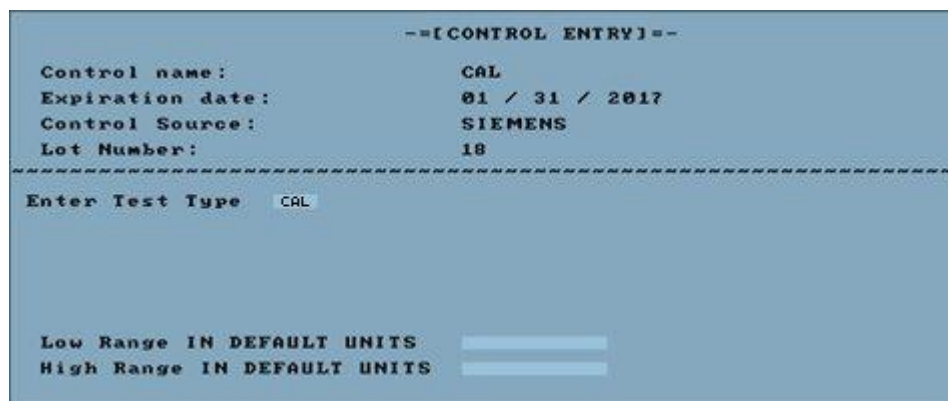 -=[CONTROL ENTRY]=-
Control name: CAL
Expiration date: 01 / 31 / 2017
Control Source: SIEMENS
Lot Number: 18
~~~~~~~~~~~~~~~~~~~~~~~~~~~~~~~~~~~~~~~~~~~~~~~~~~~~~~~~~~~~~~~~~~~~~~~~~~~~~~
Enter Test Type CAL
Low Range IN DEFAULT UNITS
High Range IN DEFAULT UNITS